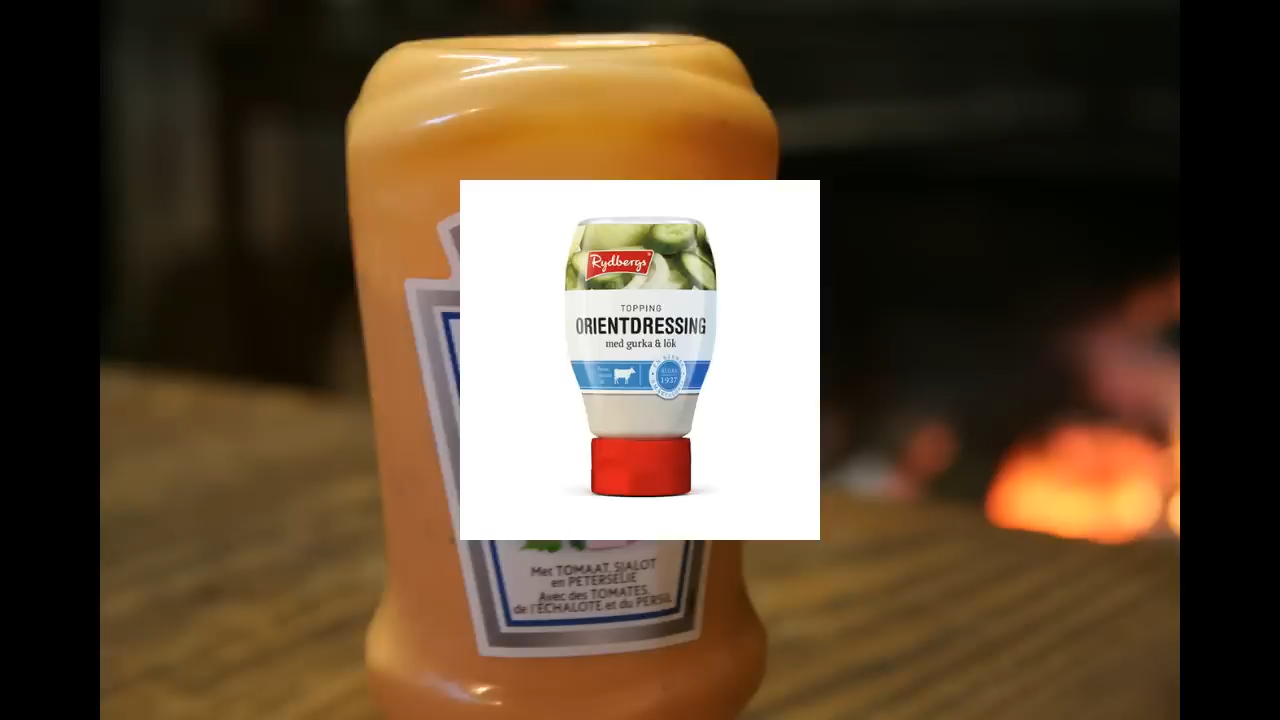 Rydbergs
TOPPING
ORIENTDRESSING
med gurka & lök
1937
Met TOMAAT, SJALOT
en PETERSELIE
Avec des TOMATES,
de l'ÉCHALOTE et du PERSIL